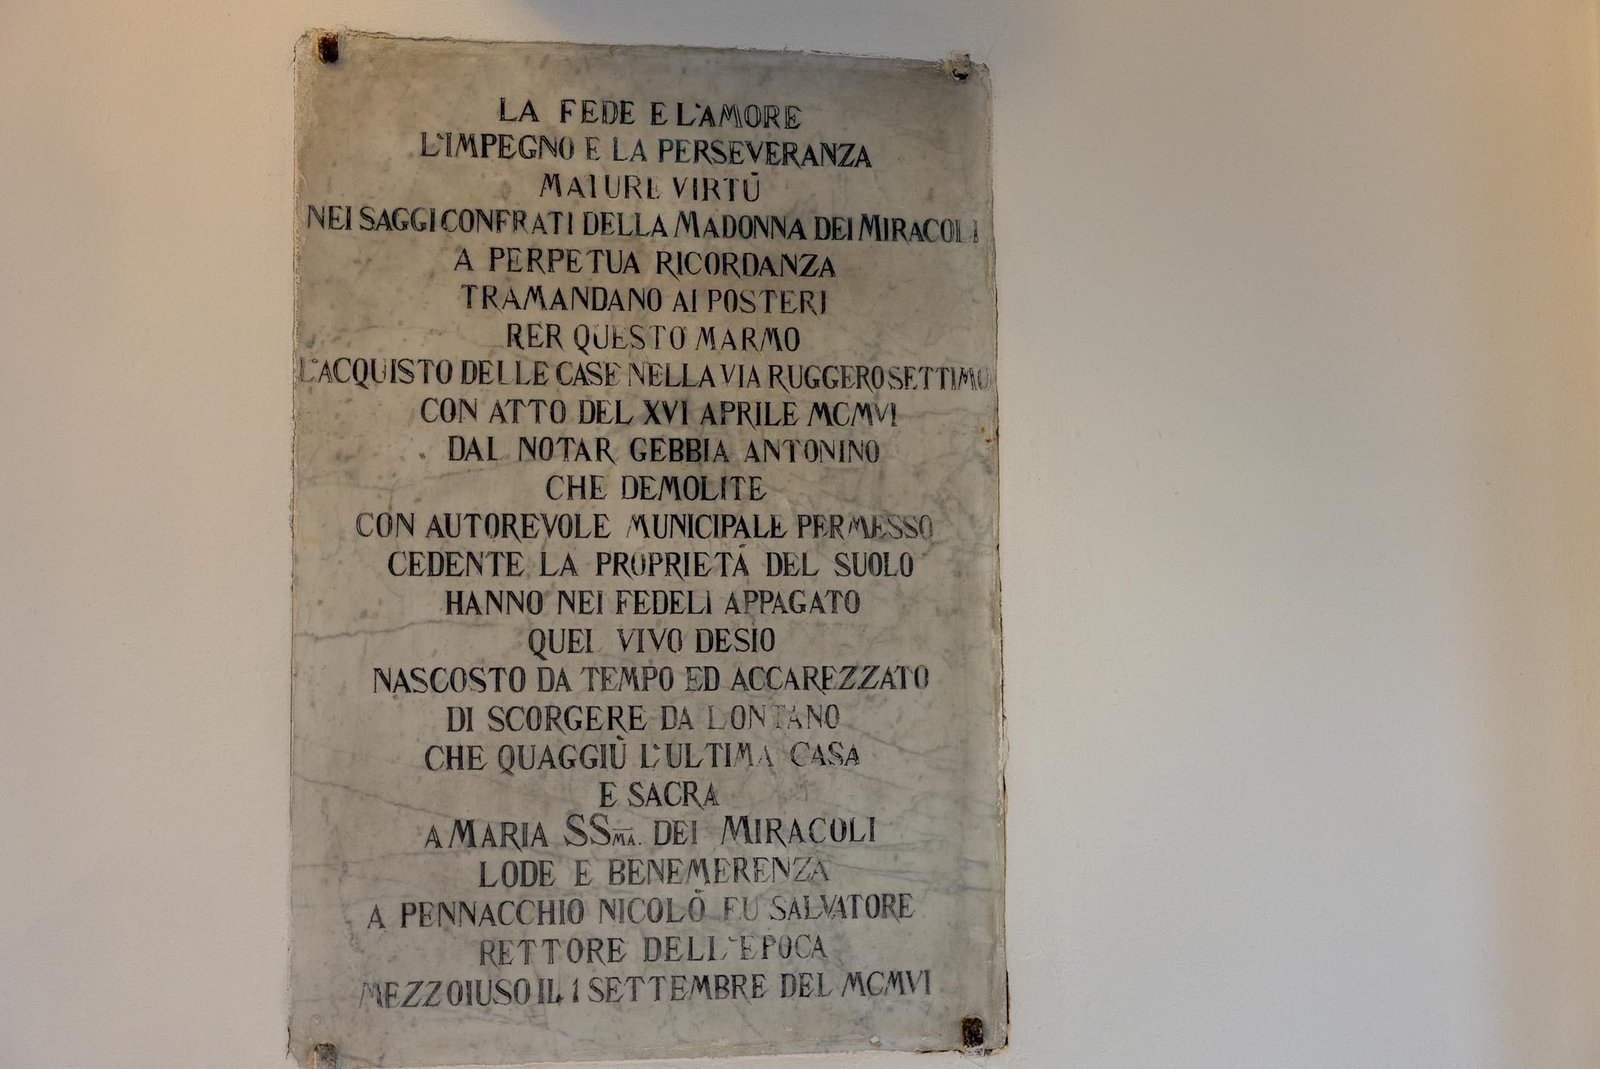 LA FEDE E L'AMORE
L'IMPEGNO E LA PERSEVERANZA
MATURE VIRTÙ
NEI SAGGI CONFRATI DELLA MADONNA DEI MIRACOLI
A PERPETUA RICORDANZA
TRAMANDANO AI POSTERI
RER QUESTO MARMO
L'ACQUISTO DELLE CASE NELLA VIA RUGGERO SETTIMO
CON ATTO DEL XVI APRILE MCMVI
DAL NOTAR GEBBIA ANTONINO
CHE DEMOLITE
CON AUTOREVOLE MUNICIPALE PERMESSO
CEDENTE LA PROPRIETÁ DEL SUOLO
HANNO NEI FEDELI APPAGATO
QUEL VIVO DESIO
NASCOSTO DA TEMPO ED ACCAREZZATO
DI SCORGERE DA LONTANO
CHE QUAGGIÙ L'ULTIMA CASA
E SACRA
A MARIA SSMA. DEI MIRACOLI
LODE E BENEMERENZA
A PENNACCHIO NICOLÒ FU SALVATORE
RETTORE DELL'EPOCA
MEZZOIUSO IL 1 SETTEMBRE DEL MCMVI